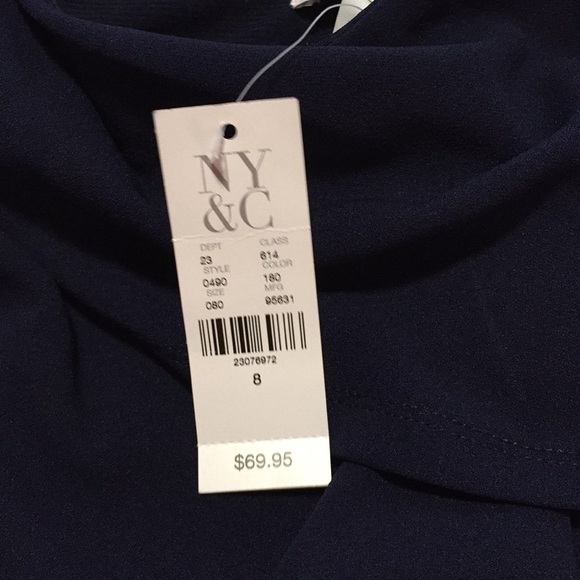 NY
&C
DEPT CLASS
23 614
STYLE COLOR
0490 180
SIZE MFG
080 95631
23076972
8
$69.95